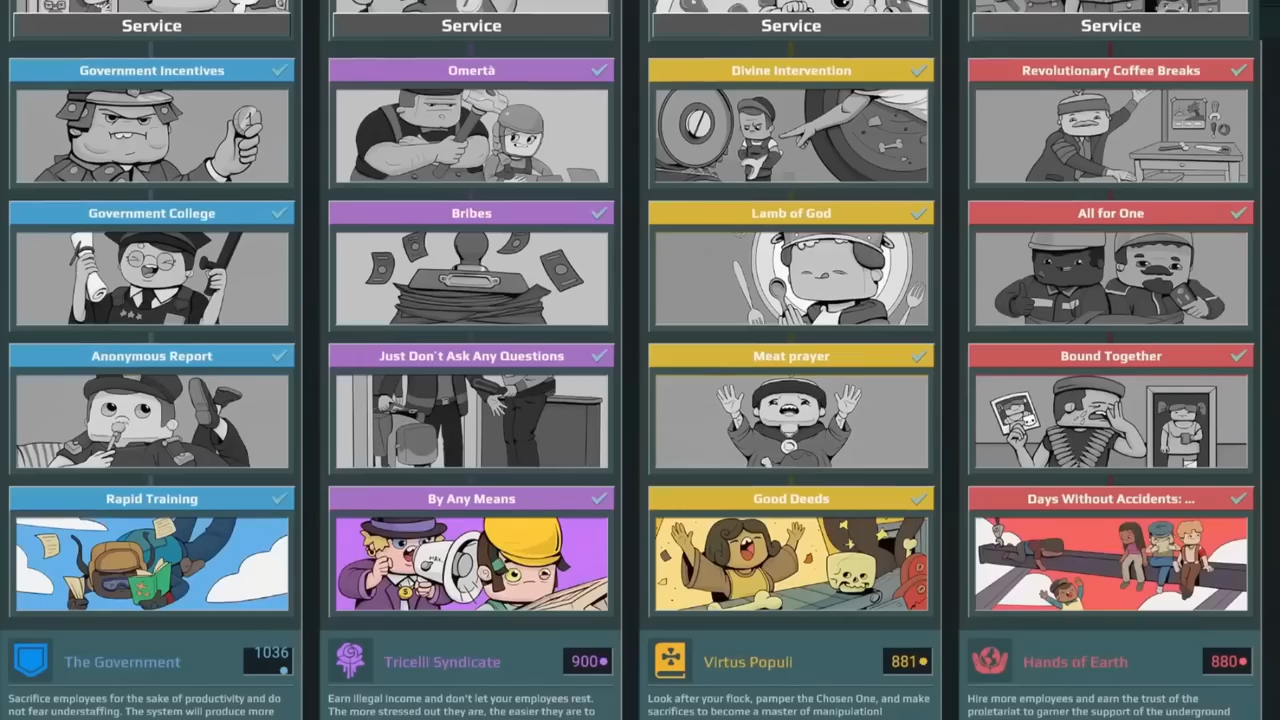 Service
Service
Service
Service
Government Incentives
Omertà
Divine Intervention
Revolutionary Coffee Breaks
Government College
Bribes
Lamb of God
All for One
Anonymous Report
Just Don't Ask Any Questions
Meat prayer
Bound Together
Rapid Training
By Any Means
Good Deeds
Days Without Accidents: ...
The Government
1036
Tricelli Syndicate
900
Virtus Populi
881
Hands of Earth
880
Sacrifice employees for the sake of productivity and do
not fear understaffing. The system will produce more
Earn illegal income and don't let your employees rest.
The more stressed out they are, the easier they are to
Look after your flock, pamper the Chosen One, and make
sacrifices to become a master of manipulation!
Hire more employees and earn the trust of the
proletariat to garner the support of the underground